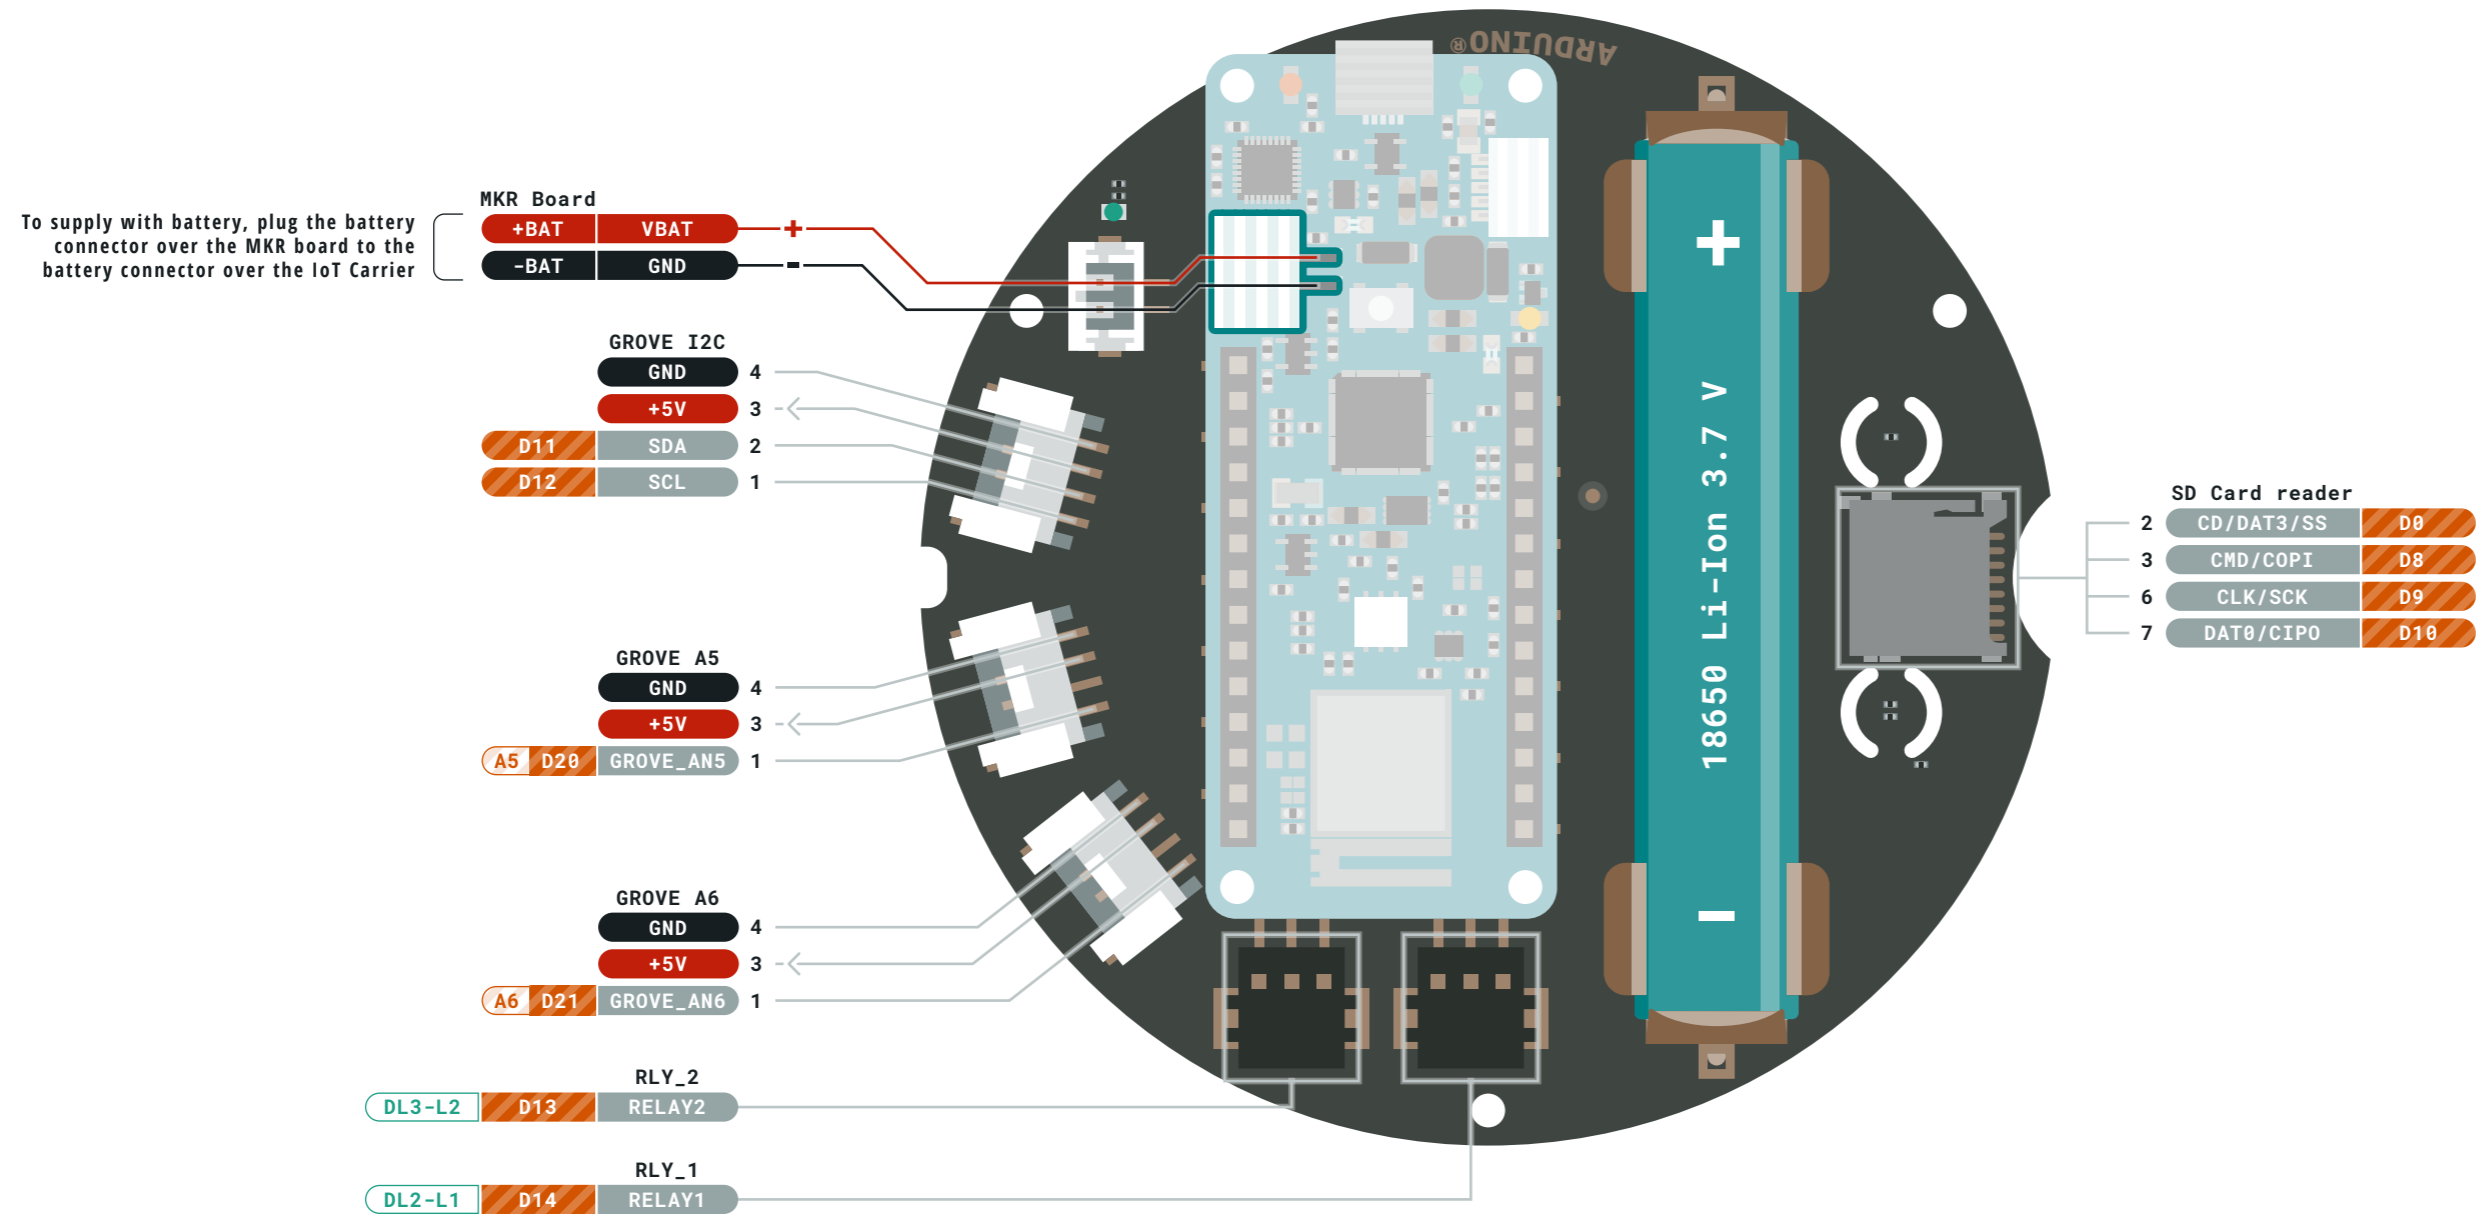 ARDUINO®
MKR Board
To supply with battery, plug the battery
connector over the MKR board to the
battery connector over the IoT Carrier
+BAT VBAT +
-BAT GND -
GROVE I2C
GND 4
+5V 3
D11 SDA 2
D12 SCL 1
GROVE A5
GND 4
+5V 3
A5 D20 GROVE_AN5 1
GROVE A6
GND 4
+5V 3
A6 D21 GROVE_AN6 1
RLY_2
DL3-L2 D13 RELAY2
RLY_1
DL2-L1 D14 RELAY1
+
18650 Li-Ion 3.7 V
-
SD Card reader
2 CD/DAT3/SS D0
3 CMD/COPI D8
6 CLK/SCK D9
7 DAT0/CIPO D10